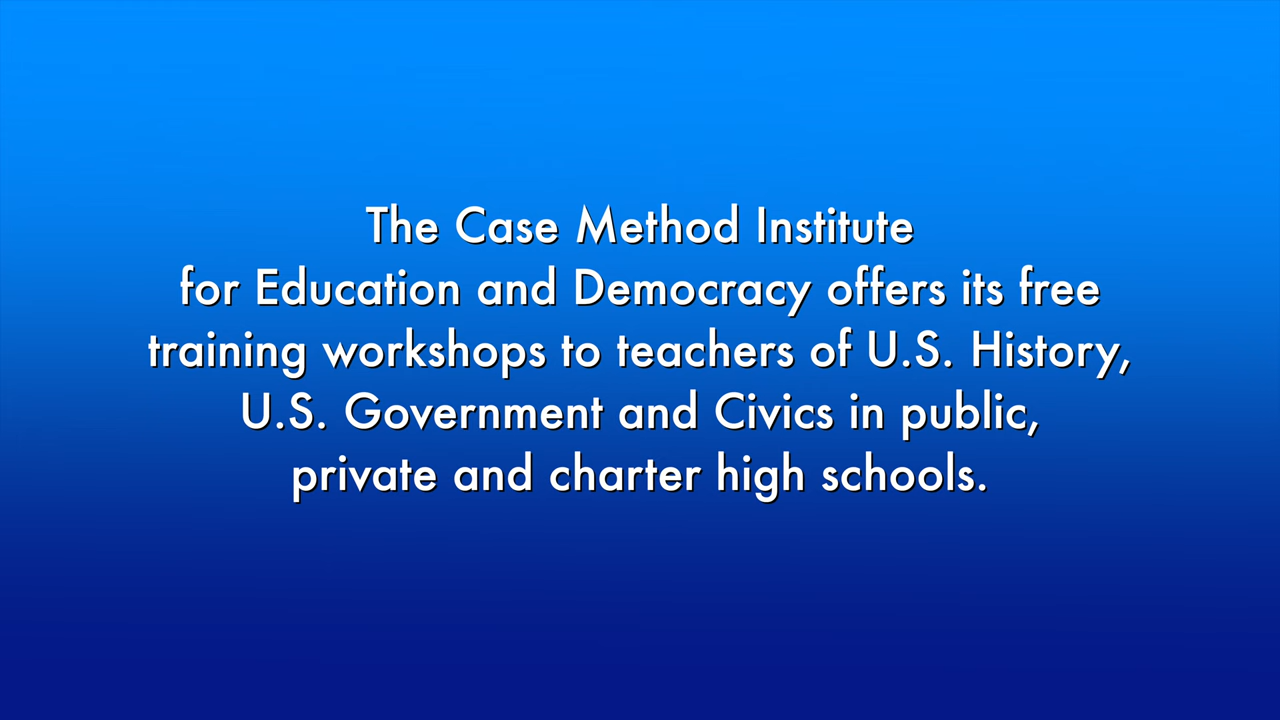 The Case Method Institute
for Education and Democracy offers its free
training workshops to teachers of U.S. History,
U.S. Government and Civics in public,
private and charter high schools.